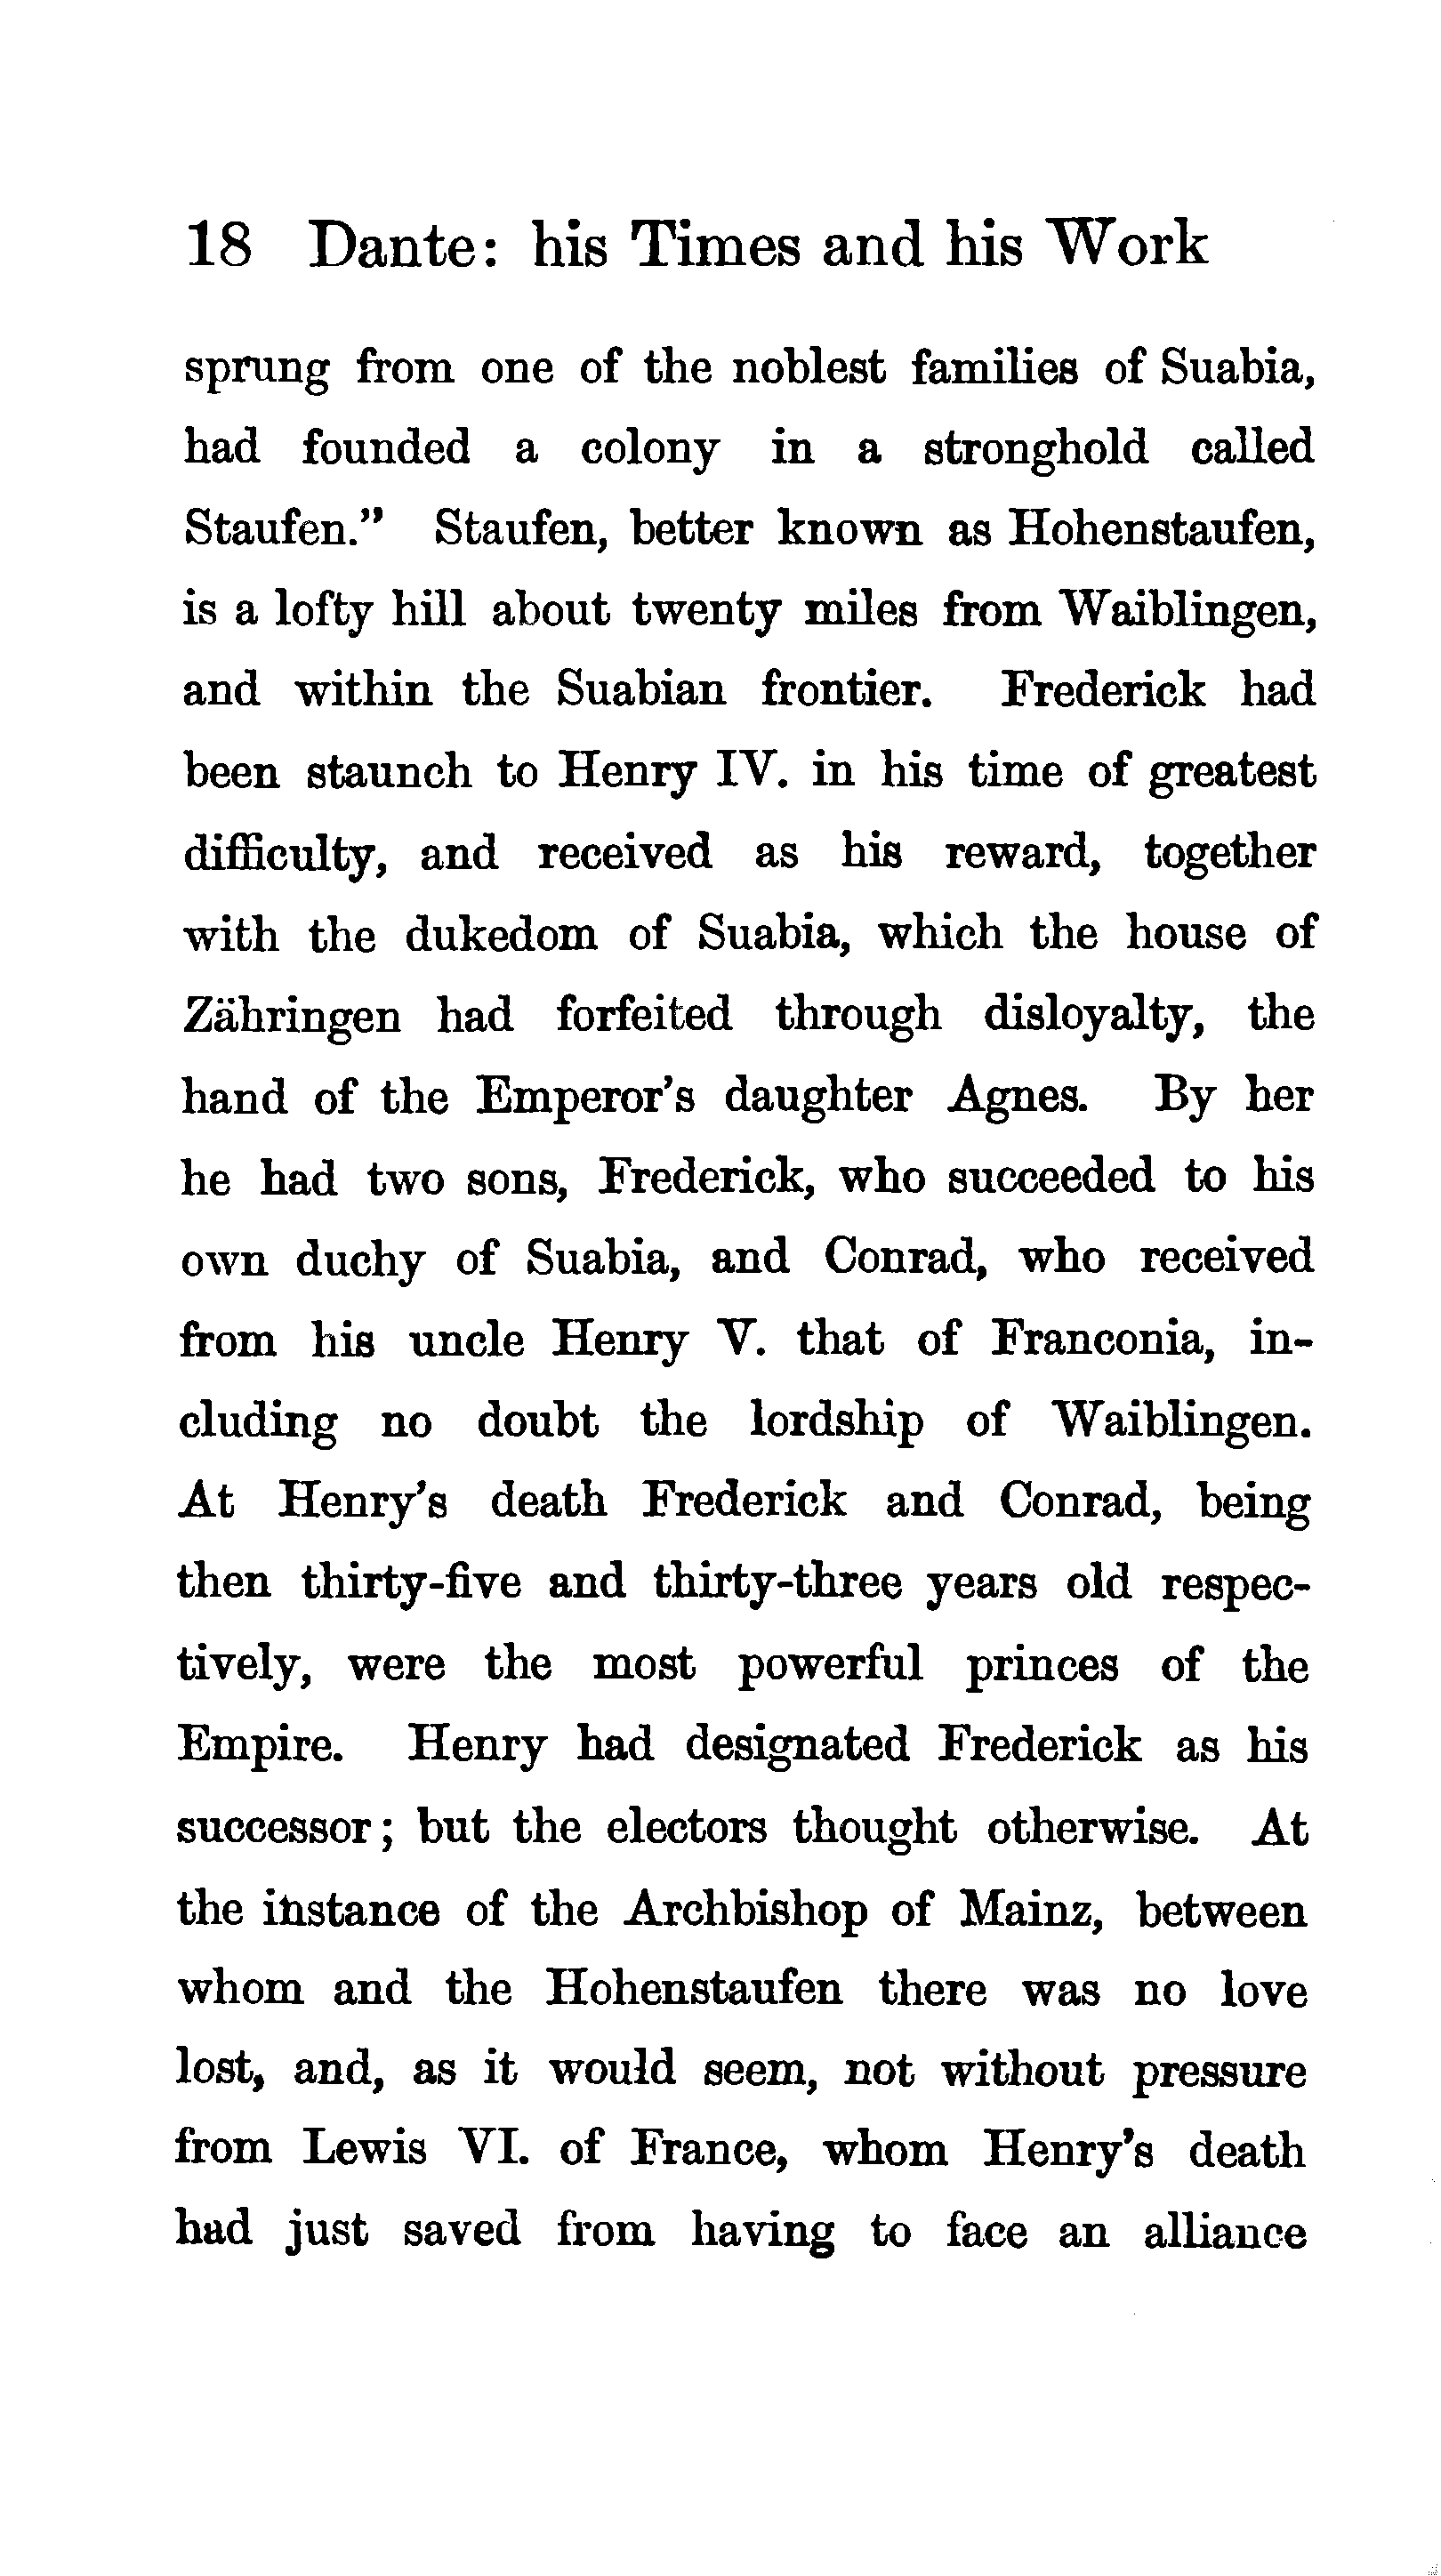 18 Dante: his Times and his Work
sprung from one of the noblest families of Suabia,
had founded a colony in a stronghold called
Staufen.” Staufen, better known as Hohenstaufen,
is a lofty hill about twenty miles from Waiblingen,
and within the Suabian frontier. Frederick had
been staunch to Henry IV. in his time of greatest
difficulty, and received as his reward, together
with the dukedom of Suabia, which the house of
Zähringen had forfeited through disloyalty, the
hand of the Emperor’s daughter Agnes. By her
he had two sons, Frederick, who succeeded to his
own duchy of Suabia, and Conrad, who received
from his uncle Henry V. that of Franconia, in-
cluding no doubt the lordship of Waiblingen.
At Henry’s death Frederick and Conrad, being
then thirty-five and thirty-three years old respec-
tively, were the most powerful princes of the
Empire. Henry had designated Frederick as his
successor; but the electors thought otherwise. At
the instance of the Archbishop of Mainz, between
whom and the Hohenstaufen there was no love
lost, and, as it would seem, not without pressure
from Lewis VI. of France, whom Henry’s death
had just saved from having to face an alliance